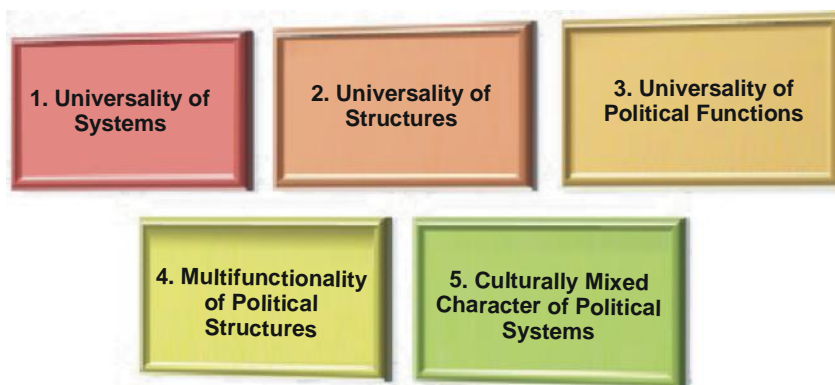 1. Universality of
Systems
2. Universality of
Structures
3. Universality of
Political Functions
4. Multifunctionality
of Political
Structures
5. Culturally Mixed
Character of Political
Systems